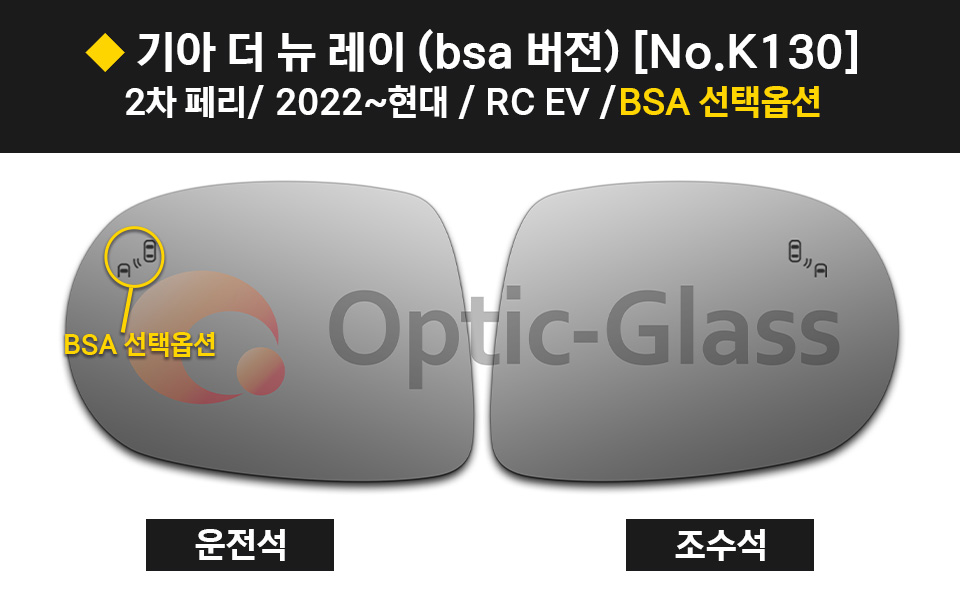 ◆ 기아 더 뉴 레이 (bsa 버젼) [No.K130]
2차 페리/ 2022~현대 / RC EV /BSA 선택옵션
BSA 선택옵션
Optic-Glass
운전석
조수석